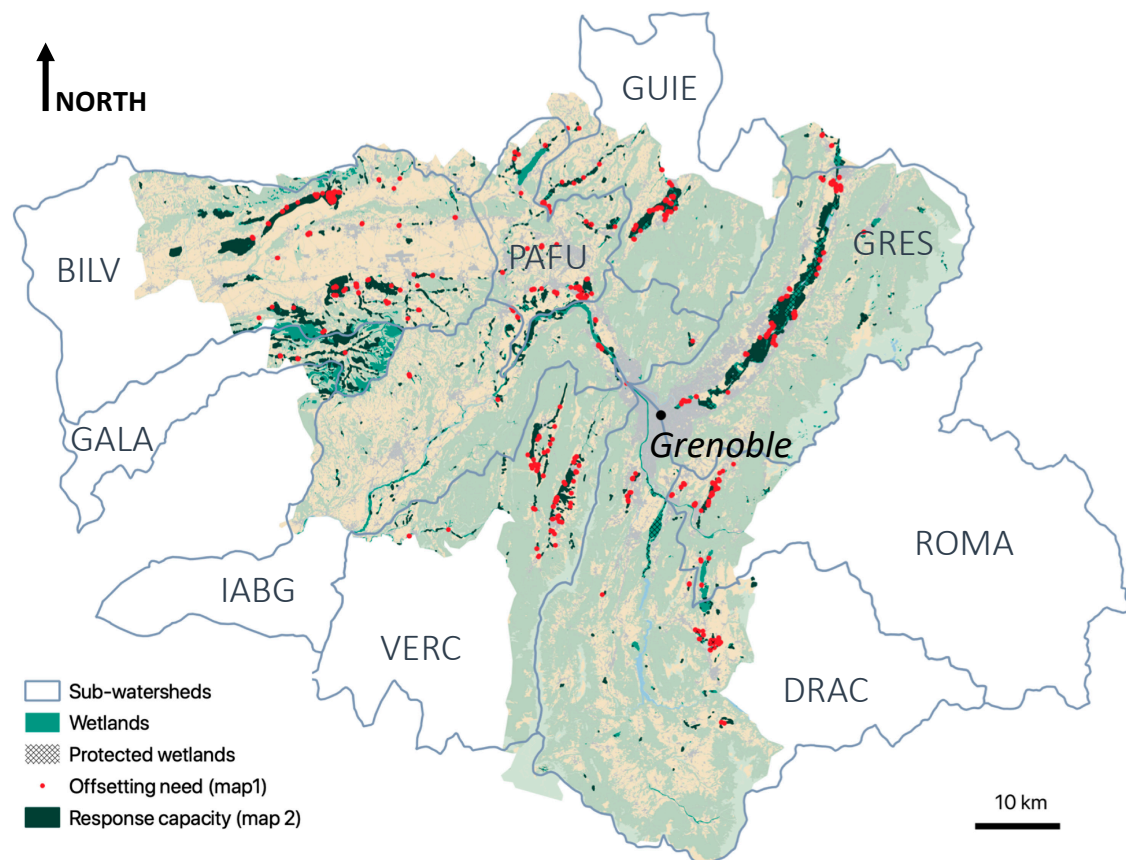 GUIE
NORTH
PAFU
GRES
BILV
GALA
Grenoble
ROMA
IABG
VERC
DRAC
Sub-watersheds
Wetlands
Protected wetlands
Offsetting need (map1)
Response capacity (map 2)
10 km